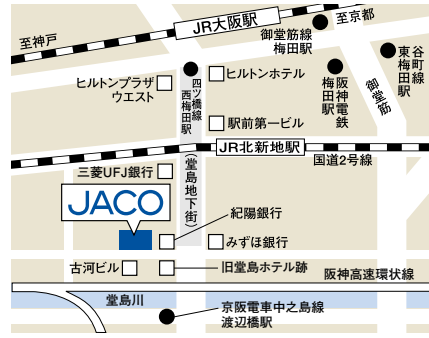 JR大阪駅
至京都
至神戸
御堂筋線
梅田駅
谷町線
東梅田駅
ヒルトンプラザ
ウエスト
四ツ橋線
西梅田駅
ヒルトンホテル
阪神電鉄
梅田駅
御堂筋
駅前第一ビル
JR北新地駅
国道2号線
(堂島地下街)
三菱UFJ銀行
JACO
紀陽銀行
みずほ銀行
古河ビル
旧堂島ホテル跡
阪神高速環状線
堂島川
京阪電車中之島線
渡辺橋駅